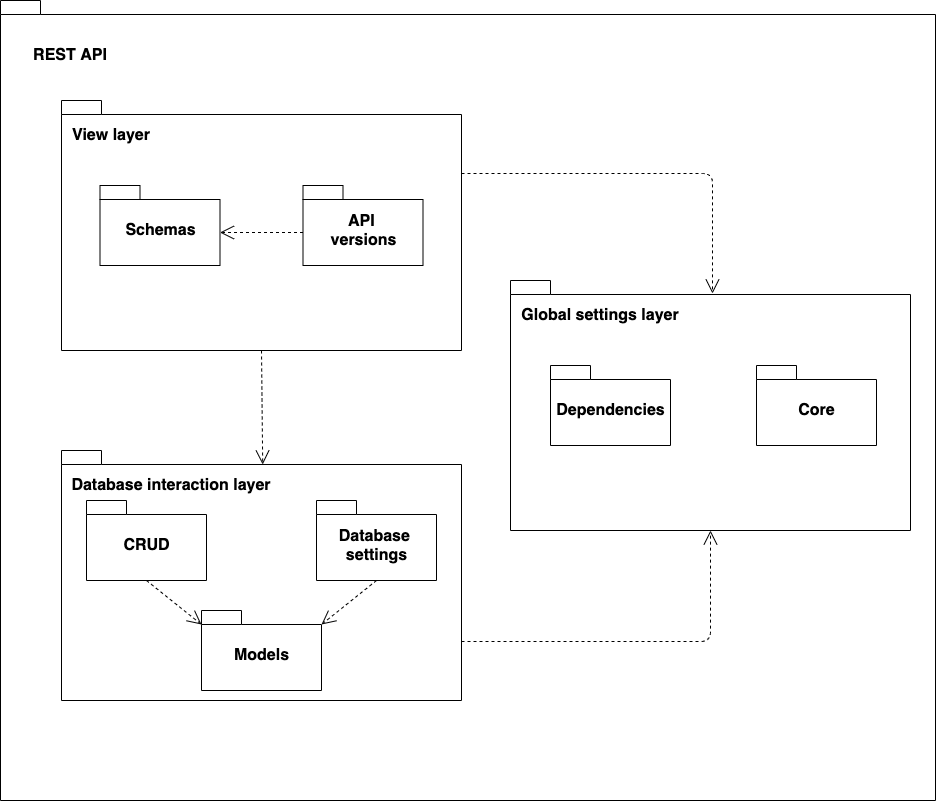 REST API
View layer
Schemas
API
versions
Global settings layer
Dependencies
Core
Database interaction layer
CRUD
Database
settings
Models